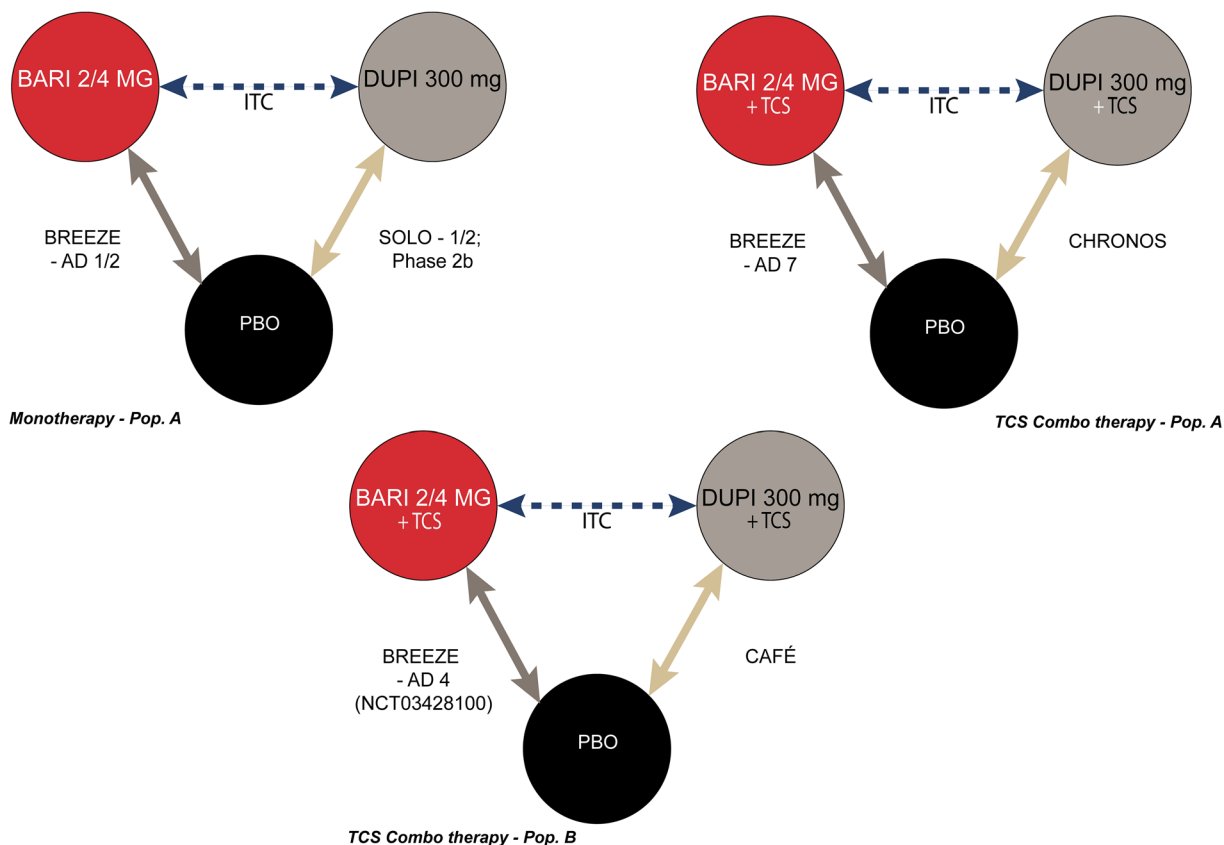 BARI 2/4 MG
ITC
DUPI 300 mg
BREEZE
- AD 1/2
SOLO - 1/2;
Phase 2b
PBO
Monotherapy - Pop. A
BARI 2/4 MG
+ TCS
ITC
DUPI 300 mg
+ TCS
BREEZE
- AD 7
CHRONOS
PBO
TCS Combo therapy - Pop. A
BARI 2/4 MG
+ TCS
ITC
DUPI 300 mg
+ TCS
BREEZE
- AD 4
(NCT03428100)
CAFÉ
PBO
TCS Combo therapy - Pop. B